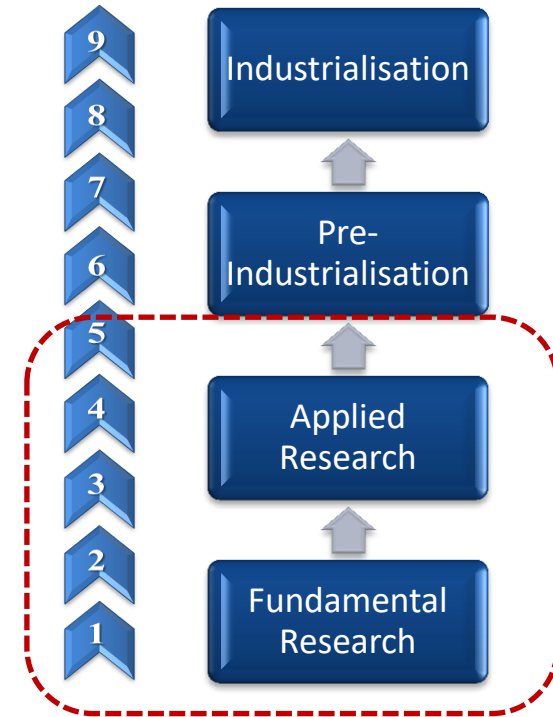 9
Industrialisation
8
7
Pre-
Industrialisation
6
5
4
Applied
Research
3
2
Fundamental
Research
1